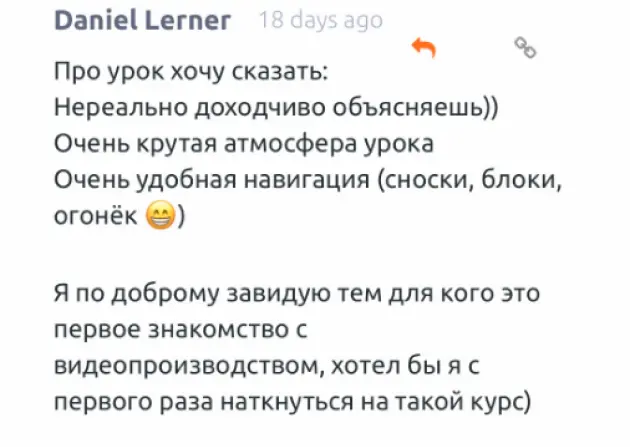 Daniel Lerner 18 days ago
Про урок хочу сказать:
Нереально доходчиво объясняешь))
Очень крутая атмосфера урока
Очень удобная навигация (сноски, блоки,
огонёк 😁)
Я по доброму завидую тем для кого это
первое знакомство с
видеопроизводством, хотел бы я с
первого раза наткнуться на такой курс)